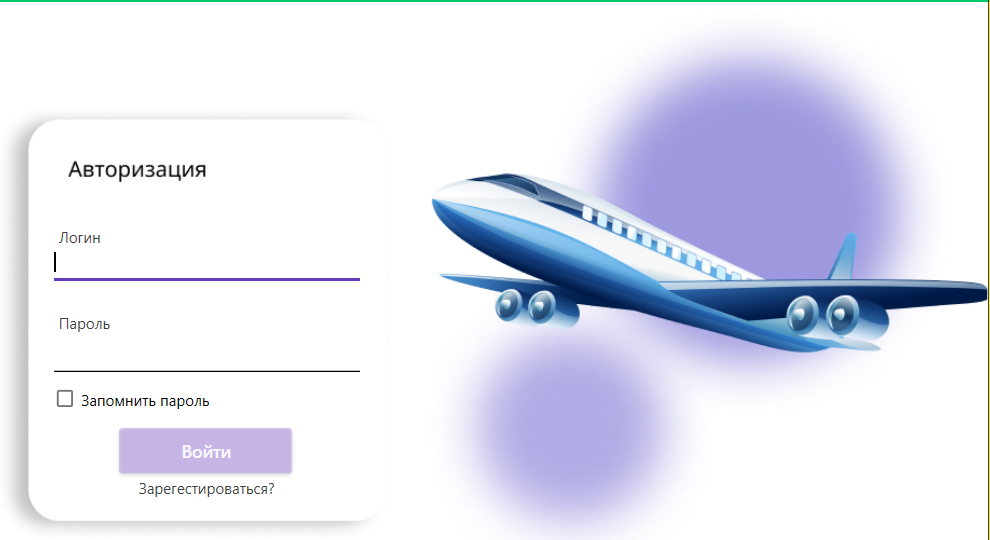 Авторизация
Логин
Пароль
Запомнить пароль
Войти
Зарегестироваться?